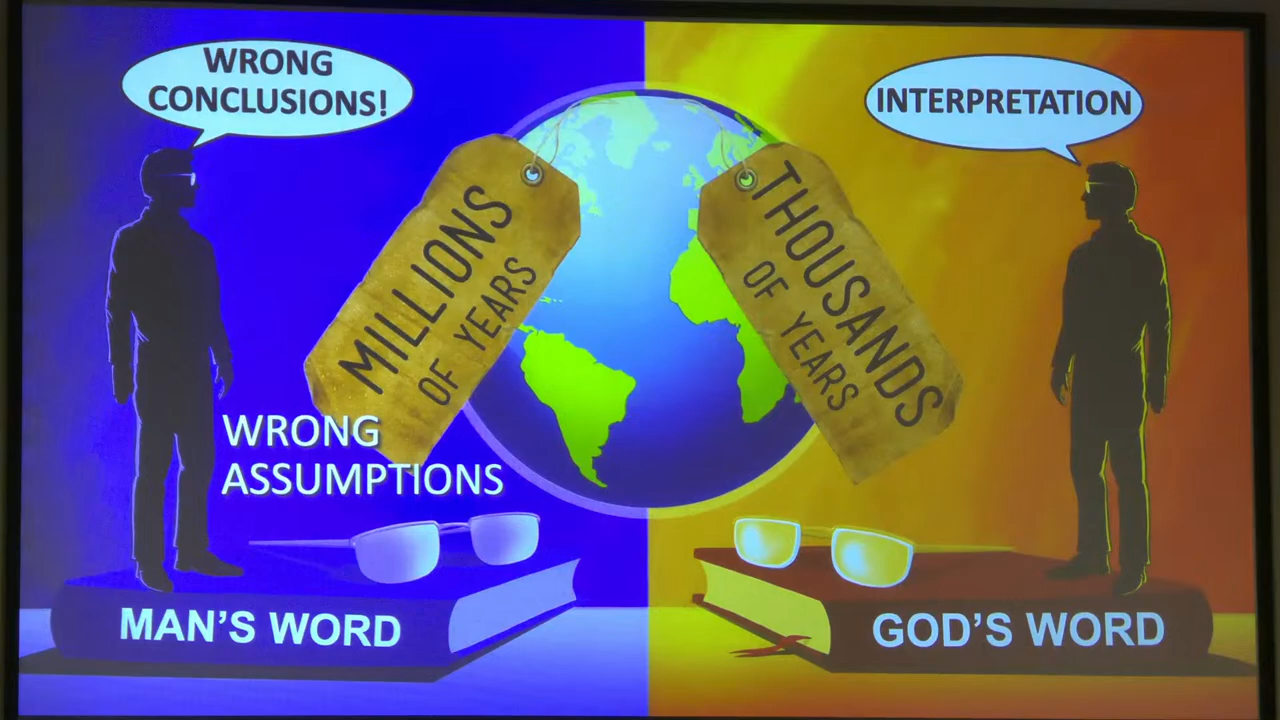 WRONG
CONCLUSIONS!
INTERPRETATION
MILLIONS
OF YEARS
THOUSANDS
OF YEARS
WRONG
ASSUMPTIONS
MAN'S WORD
GOD'S WORD